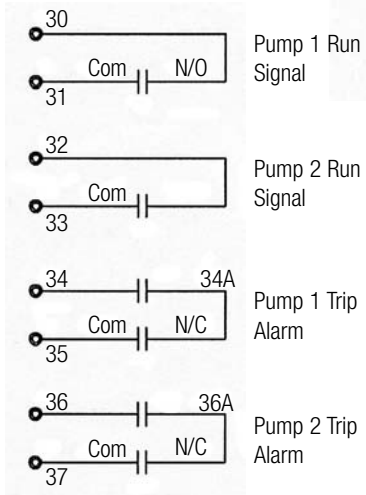 30
Com N/O
31
Pump 1 Run
Signal
32
Com
33
Pump 2 Run
Signal
34 34A
Com N/C
35
Pump 1 Trip
Alarm
36 36A
Com N/C
37
Pump 2 Trip
Alarm